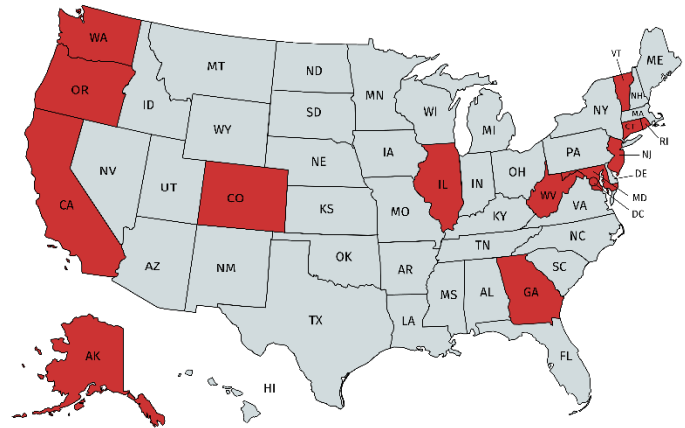 WA
OR
CA
NV
ID
MT
WY
UT
CO
AZ
NM
ND
SD
NE
KS
OK
TX
MN
IA
MO
AR
LA
WI
IL
MI
IN
OH
KY
TN
MS
AL
GA
FL
SC
NC
VA
WV
PA
NY
VT
NH
ME
MA
CT
RI
NJ
DE
MD
DC
AK
HI